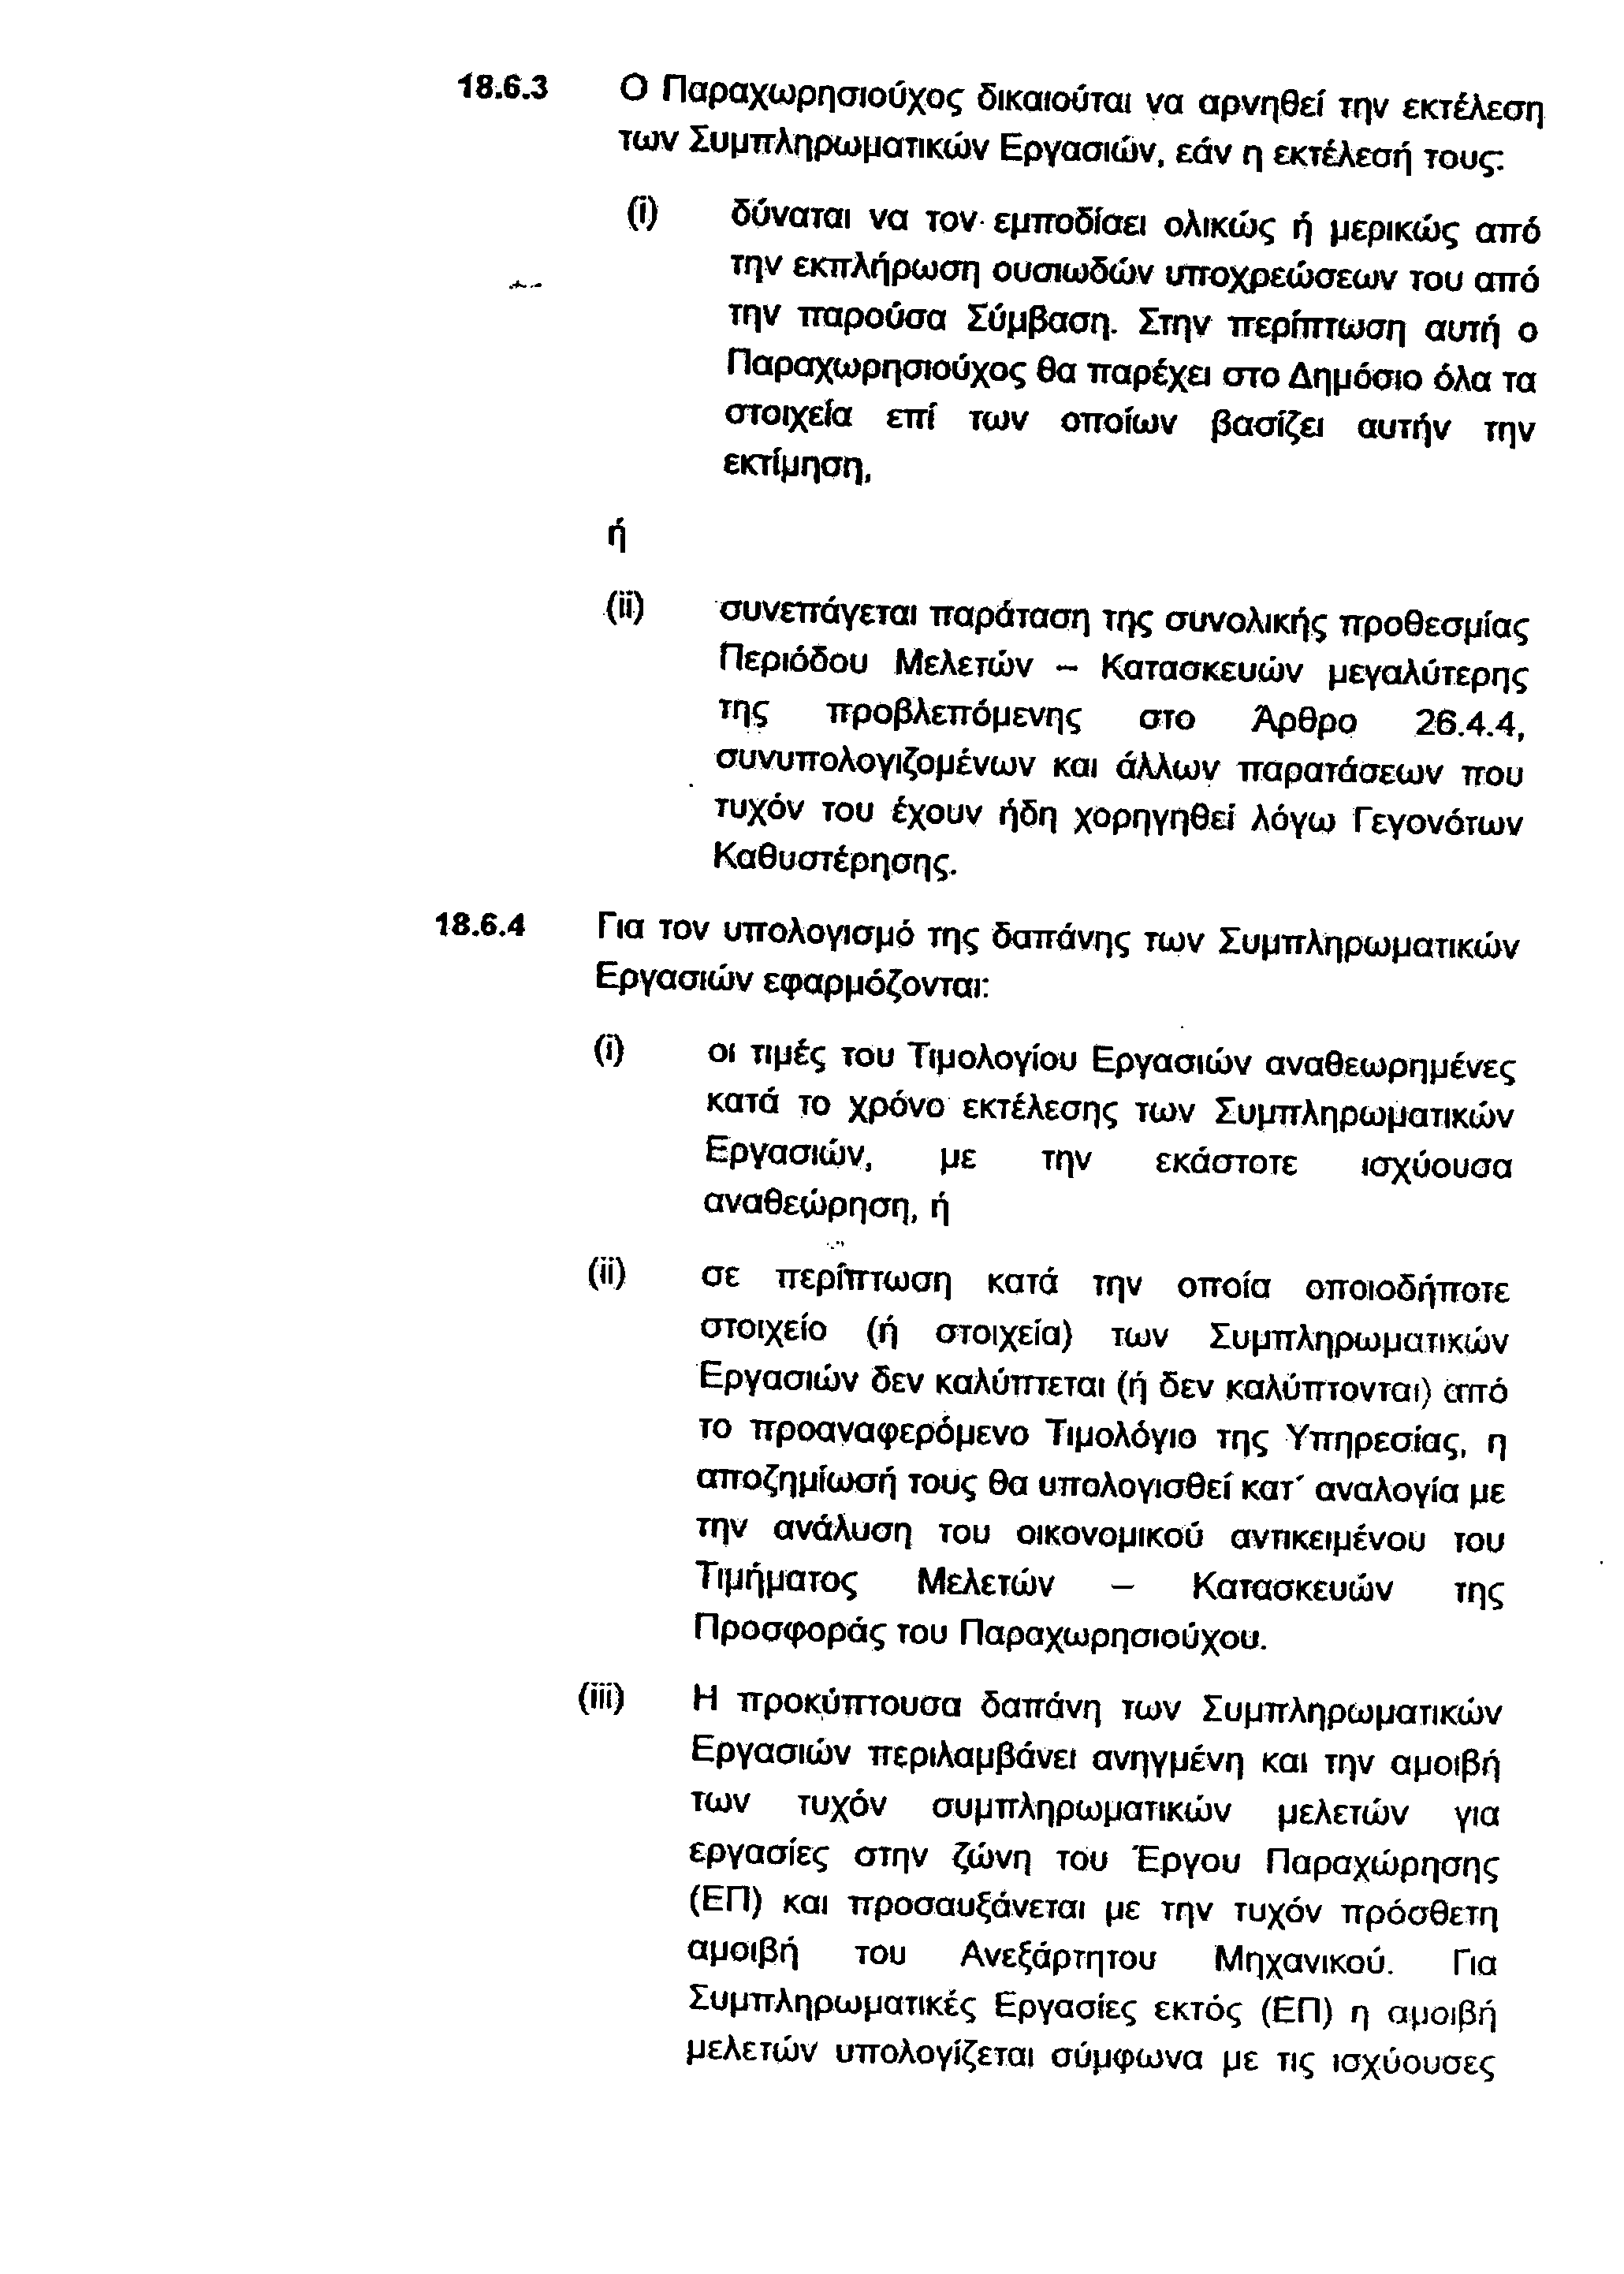 18.6.3 Ο Παραχωρησιούχος δικαιούται να αρνηθεί την εκτέλεση
των Συμπληρωματικών Εργασιών, εάν η εκτέλεσή τους:
(i) δύναται να τον εμποδίσει ολικώς ή μερικώς από
την εκπλήρωση ουσιωδών υποχρεώσεων του από
την παρούσα Σύμβαση. Στην περίπτωση αυτή ο
Παραχωρησιούχος θα παρέχει στο Δημόσιο όλα τα
στοιχεία επί των οποίων βασίζει αυτήν την
εκτίμηση,
ή
(ii) συνεπάγεται παράταση της συνολικής προθεσμίας
Περιόδου Μελετών – Κατασκευών μεγαλύτερης
της προβλεπόμενης στο Άρθρο 26.4.4,
συνυπολογιζομένων και άλλων παρατάσεων που
τυχόν του έχουν ήδη χορηγηθεί λόγω Γεγονότων
Καθυστέρησης.
18.6.4 Για τον υπολογισμό της δαπάνης των Συμπληρωματικών
Εργασιών εφαρμόζονται:
(i) οι τιμές του Τιμολογίου Εργασιών αναθεωρημένες
κατά το χρόνο εκτέλεσης των Συμπληρωματικών
Εργασιών, με την εκάστοτε ισχύουσα
αναθεώρηση, ή
(ii) σε περίπτωση κατά την οποία οποιοδήποτε
στοιχείο (ή στοιχεία) των Συμπληρωματικών
Εργασιών δεν καλύπτεται (ή δεν καλύπτονται) από
το προαναφερόμενο Τιμολόγιο της Υπηρεσίας, η
αποζημίωσή τους θα υπολογισθεί κατ' αναλογία με
την ανάλυση του οικονομικού αντικειμένου του
Τιμήματος Μελετών – Κατασκευών της
Προσφοράς του Παραχωρησιούχου.
(iii) Η προκύπτουσα δαπάνη των Συμπληρωματικών
Εργασιών περιλαμβάνει ανηγμένη και την αμοιβή
των τυχόν συμπληρωματικών μελετών για
εργασίες στην ζώνη του Έργου Παραχώρησης
(ΕΠ) και προσαυξάνεται με την τυχόν πρόσθετη
αμοιβή του Ανεξάρτητου Μηχανικού. Για
Συμπληρωματικές Εργασίες εκτός (ΕΠ) η αμοιβή
μελετών υπολογίζεται σύμφωνα με τις ισχύουσες